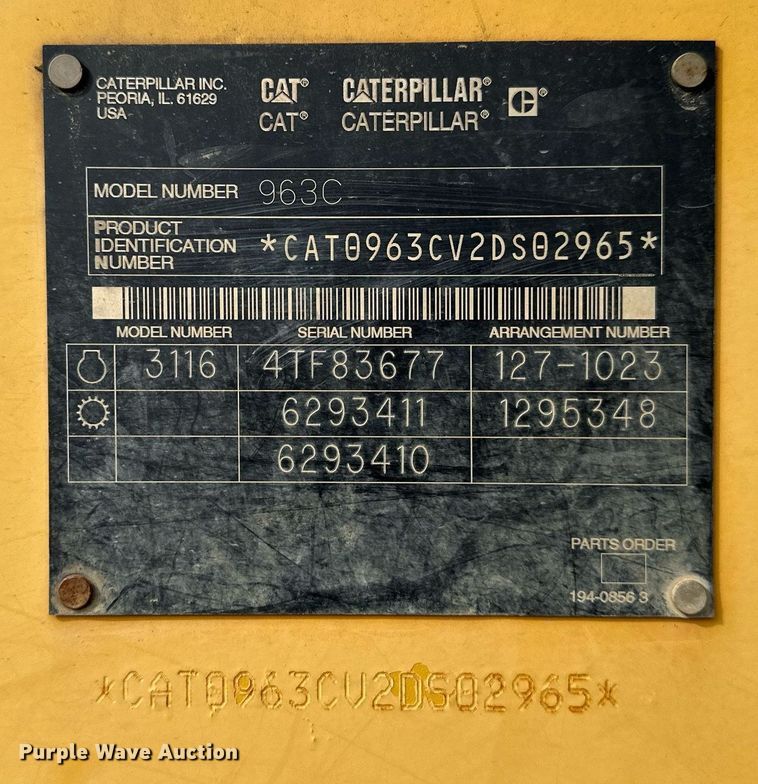 CATERPILLAR INC.
PEORIA, IL. 61629
USA
CAT® CATERPILLAR® C®
CAT® CATERPILLAR®
MODEL NUMBER 963C
PRODUCT
IDENTIFICATION
NUMBER
*CAT0963CV2DS02965*
MODEL NUMBER SERIAL NUMBER ARRANGEMENT NUMBER
3116 4TF83677 127-1023
6293411 1295348
6293410
PARTS ORDER
194-0856 3
*CAT0963CV2DS02965*
Purple Wave Auction